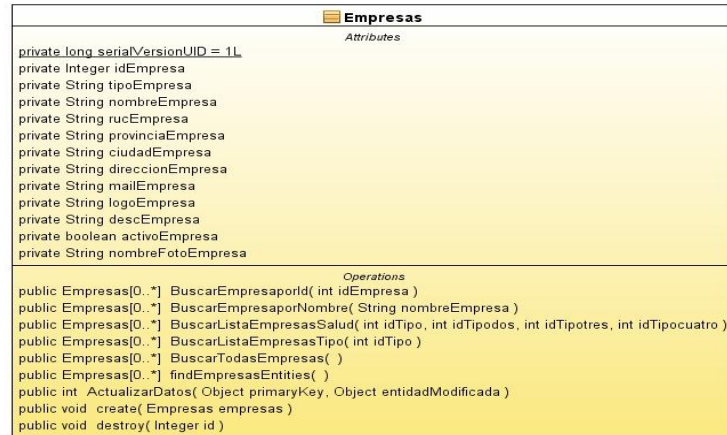 Empresas
Attributes
private long serialVersionUID = 1L
private Integer idEmpresa
private String tipoEmpresa
private String nombreEmpresa
private String rucEmpresa
private String provinciaEmpresa
private String ciudadEmpresa
private String direccionEmpresa
private String mailEmpresa
private String logoEmpresa
private String descEmpresa
private boolean activoEmpresa
private String nombreFotoEmpresa
Operations
public Empresas[0..*] BuscarEmpresaporId( int idEmpresa )
public Empresas[0..*] BuscarEmpresaporNombre( String nombreEmpresa )
public Empresas[0..*] BuscarListaEmpresasSalud( int idTipo, int idTipodos, int idTipotres, int idTipocuatro )
public Empresas[0..*] BuscarListaEmpresasTipo( int idTipo )
public Empresas[0..*] BuscarTodasEmpresas( )
public Empresas[0..*] findEmpresasEntities( )
public int ActualizarDatos( Object primaryKey, Object entidadModificada )
public void create( Empresas empresas )
public void destroy( Integer id )